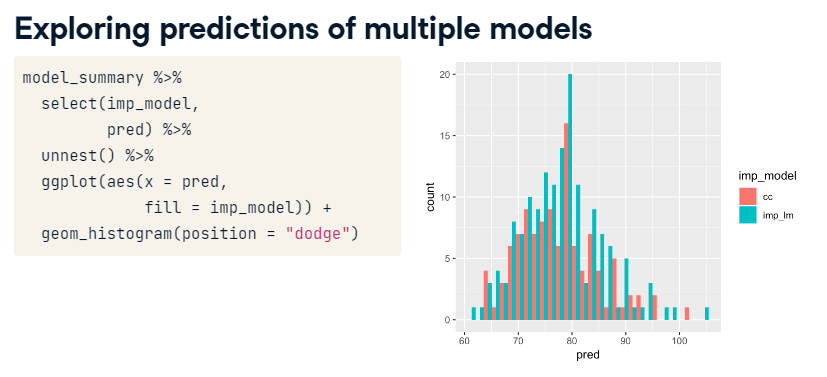 Exploring predictions of multiple models
model_summary %>%
  select(imp_model,
         pred) %>%
  unnest() %>%
  ggplot(aes(x = pred,
             fill = imp_model)) +
  geom_histogram(position = "dodge")
20
15
10
5
0
count
60 70 80 90 100
pred
imp_model
cc
imp_lm